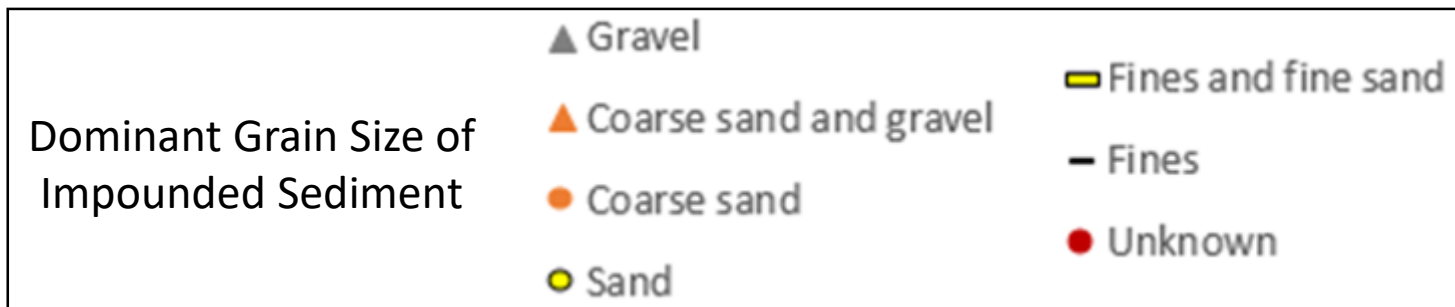 Dominant Grain Size of
Impounded Sediment
Gravel
Coarse sand and gravel
Coarse sand
Sand
Fines and fine sand
Fines
Unknown